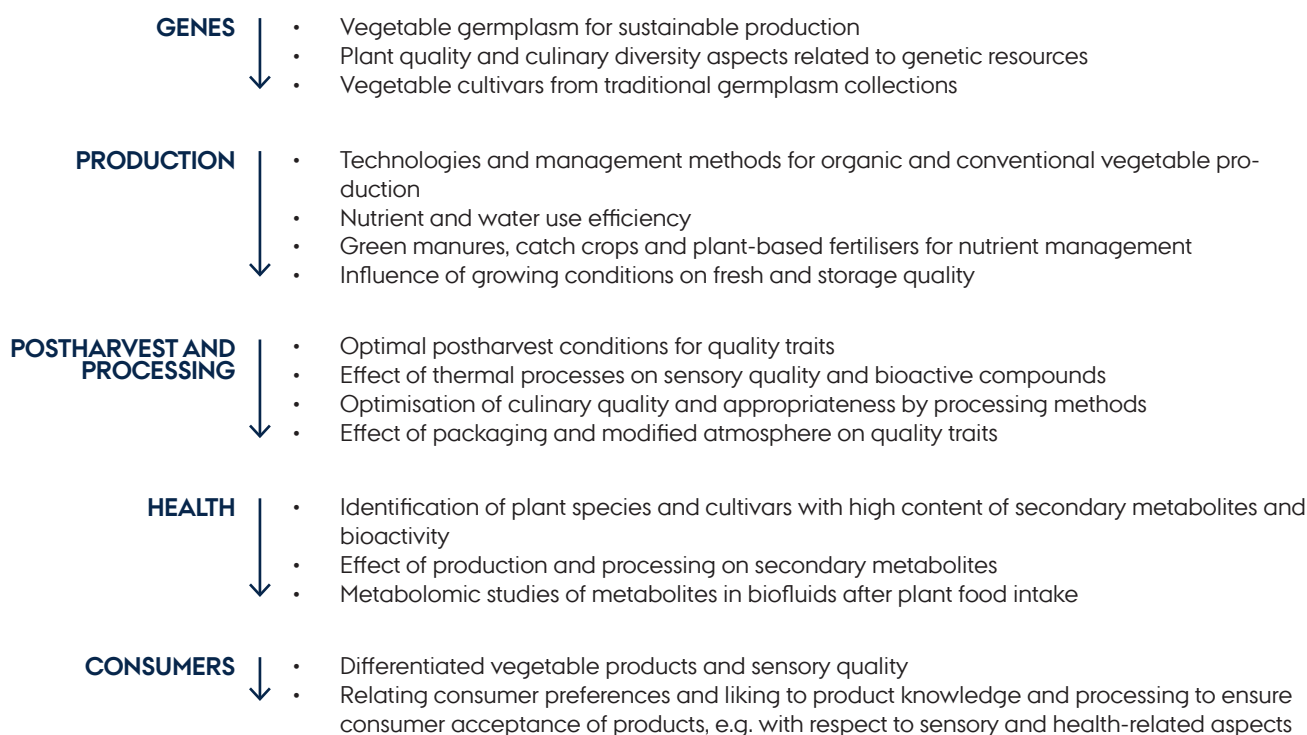 GENES
• Vegetable germplasm for sustainable production
• Plant quality and culinary diversity aspects related to genetic resources
• Vegetable cultivars from traditional germplasm collections
PRODUCTION
• Technologies and management methods for organic and conventional vegetable pro-
duction
• Nutrient and water use efficiency
• Green manures, catch crops and plant-based fertilisers for nutrient management
• Influence of growing conditions on fresh and storage quality
POSTHARVEST AND
PROCESSING
• Optimal postharvest conditions for quality traits
• Effect of thermal processes on sensory quality and bioactive compounds
• Optimisation of culinary quality and appropriateness by processing methods
• Effect of packaging and modified atmosphere on quality traits
HEALTH
• Identification of plant species and cultivars with high content of secondary metabolites and
bioactivity
• Effect of production and processing on secondary metabolites
• Metabolomic studies of metabolites in biofluids after plant food intake
CONSUMERS
• Differentiated vegetable products and sensory quality
• Relating consumer preferences and liking to product knowledge and processing to ensure
consumer acceptance of products, e.g. with respect to sensory and health-related aspects